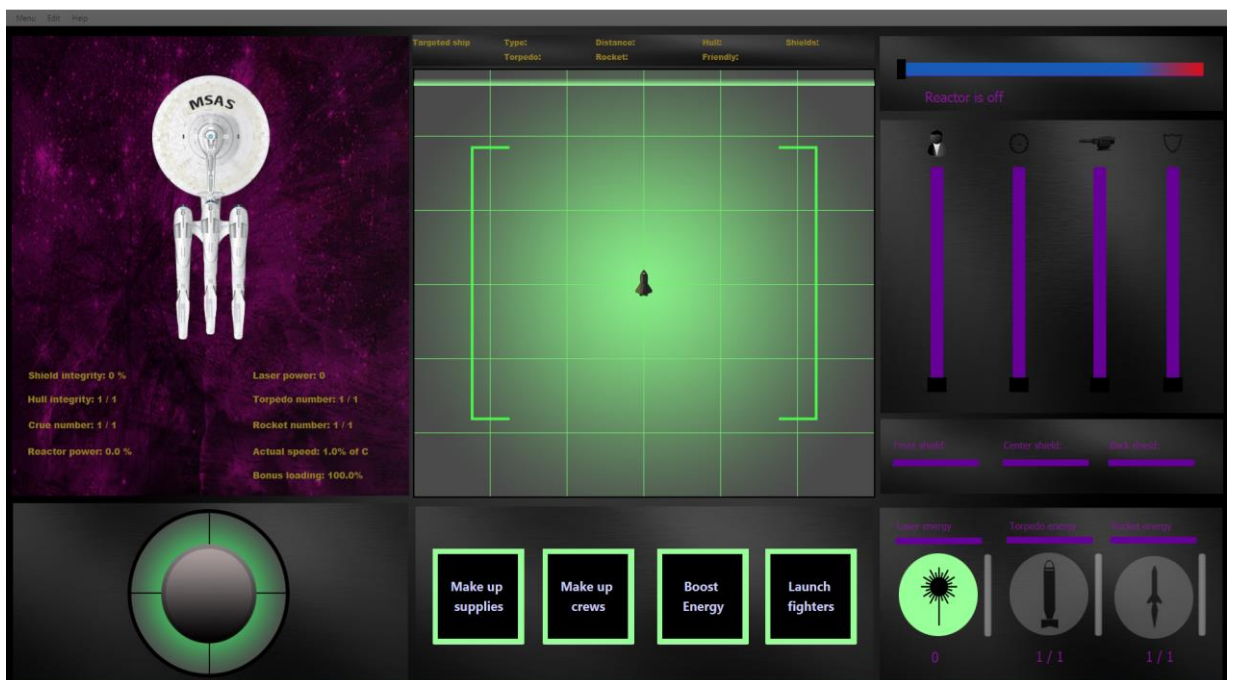 Menu Edit Help
MSAS
Shield integrity: 0 %
Hull integrity: 1 / 1
Crue number: 1 / 1
Reactor power: 0.0 %
Laser power: 0
Torpedo number: 1 / 1
Rocket number: 1 / 1
Actual speed: 1.0% of C
Bonus loading: 100.0%
Targeted ship Type: Distance: Hull: Shields:
Torpedo: Rocket: Friendly:
Reactor is off
Front shield: Center shield: Back shield:
Make up
supplies
Make up
crews
Boost
Energy
Launch
fighters
Laser energy Torpedo energy Rocket energy
0 1 / 1 1 / 1